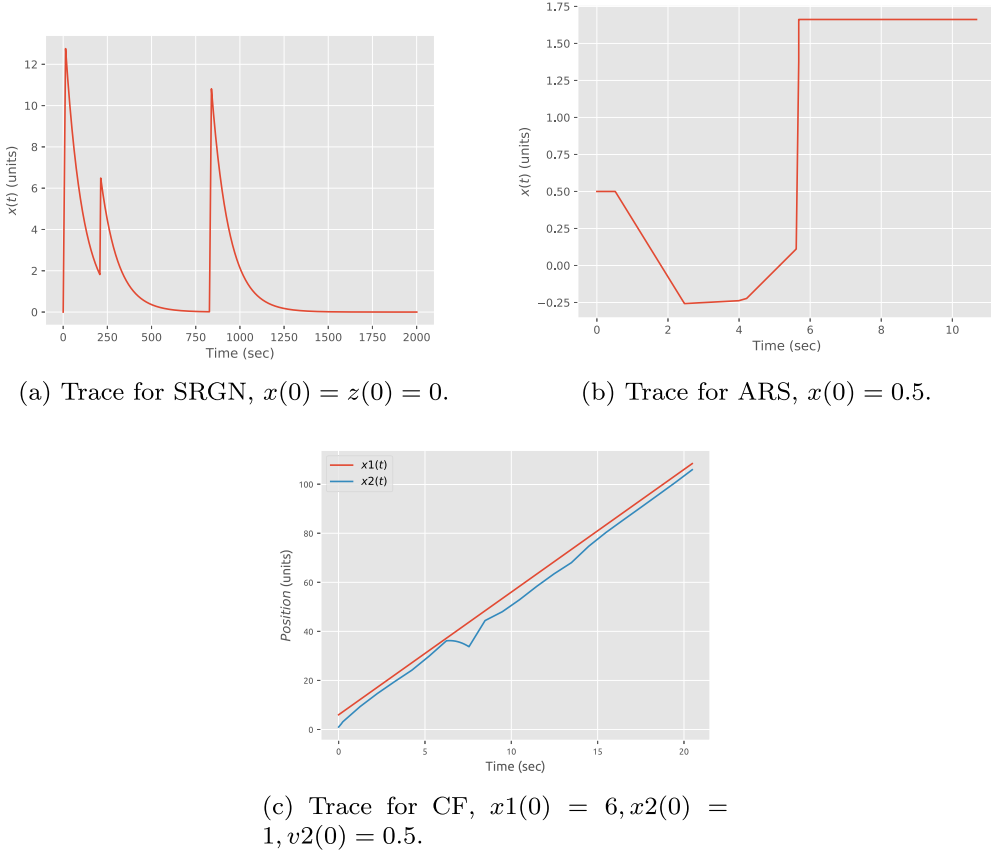 12
10
8
6
4
2
0
x(t) (units)
0 250 500 750 1000 1250 1500 1750 2000
Time (sec)
(a) Trace for SRGN, x(0) = z(0) = 0.
1.75
1.50
1.25
1.00
0.75
0.50
0.25
0.00
−0.25
x(t) (units)
0 2 4 6 8 10
Time (sec)
(b) Trace for ARS, x(0) = 0.5.
x1(t)
x2(t)
100
80
60
40
20
0
Position (units)
0 5 10 15 20
Time (sec)
(c) Trace for CF, x1(0) = 6, x2(0) =
1, v2(0) = 0.5.